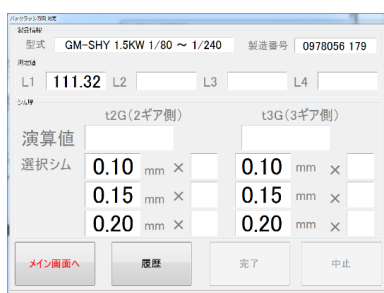 バックラッシ万向 測定
製品情報
型式 GM-SHY 1.5KW 1/80 ～ 1/240 製造番号 0978056 179
測定値
L1 111.32 L2 L3 L4
シム厚
t2G(2ギア側) t3G(3ギア側)
演算値
選択シム 0.10 mm × 0.10 mm ×
0.15 mm × 0.15 mm ×
0.20 mm × 0.20 mm ×
メイン画面へ 履歴 完了 中止